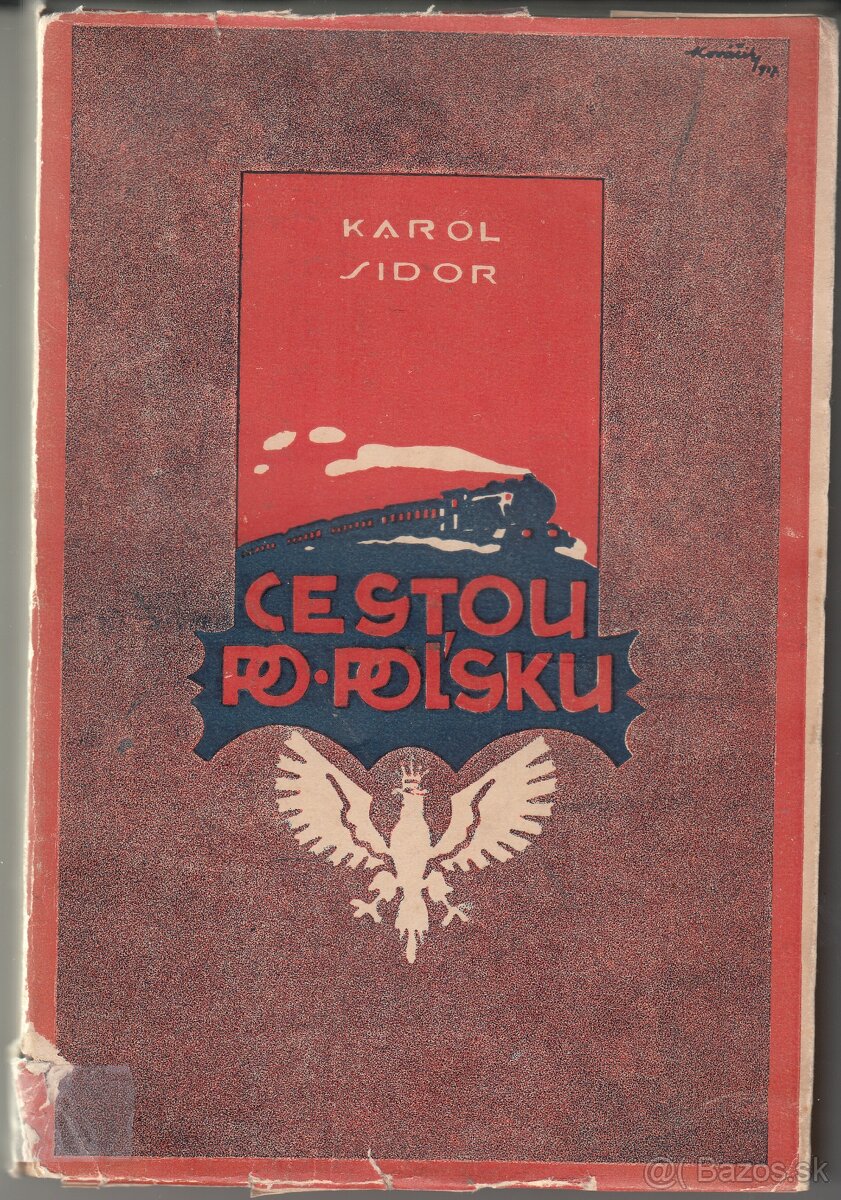 KAROL
SIDOR
CESTOU
PO·POĽSKU
@( Bazos.sk